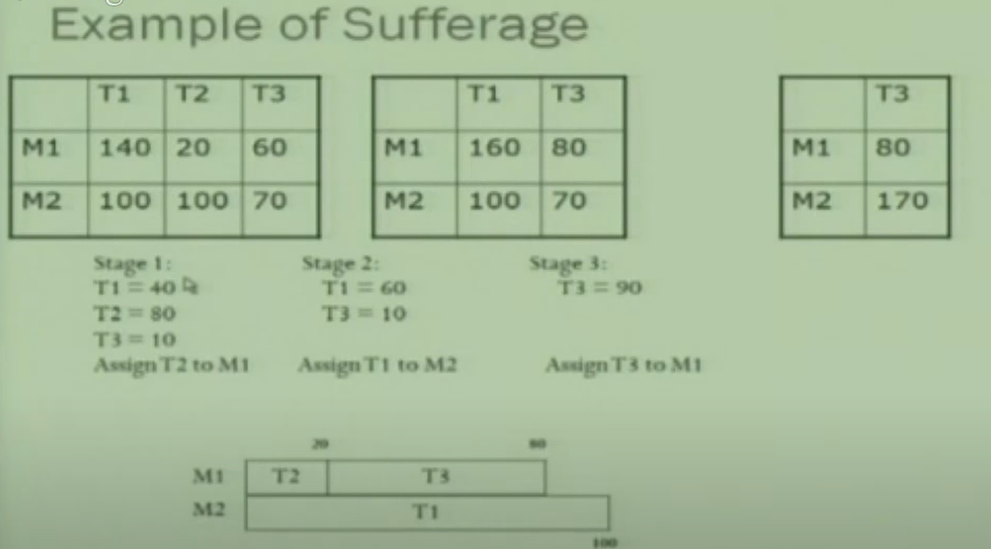 Example of Sufferage
T1 T2 T3
M1 140 20 60
M2 100 100 70
T1 T3
M1 160 80
M2 100 70
T3
M1 80
M2 170
Stage 1:
T1 = 40
T2 = 80
T3 = 10
Assign T2 to M1
Stage 2:
T1 = 60
T3 = 10
Assign T1 to M2
Stage 3:
T3 = 90
Assign T3 to M1
20 80
M1 T2 T3
M2 T1
100